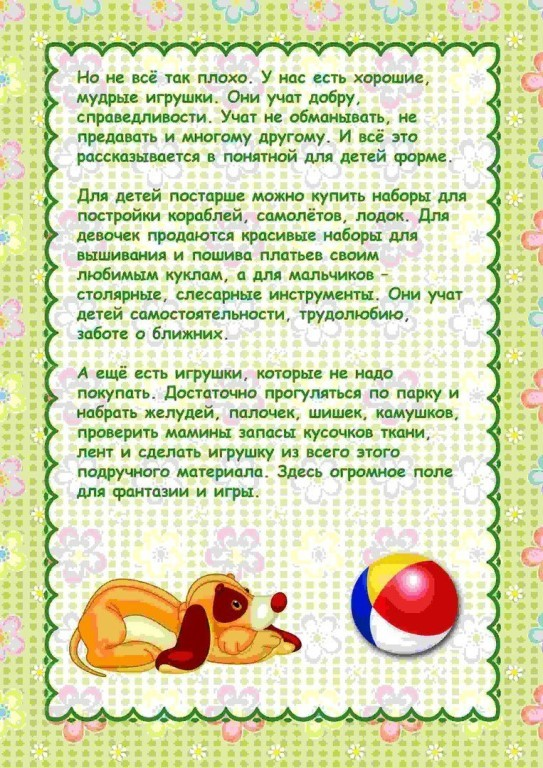 Но не всё так плохо. У нас есть хорошие,
мудрые игрушки. Они учат добру,
справедливости. Учат не обманывать, не
предавать и многому другому. И всё это
рассказывается в понятной для детей форме.
Для детей постарше можно купить наборы для
постройки кораблей, самолётов, лодок. Для
девочек продаются красивые наборы для
вышивания и пошива платьев своим
любимым куклам, а для мальчиков –
столярные, слесарные инструменты. Они учат
детей самостоятельности, трудолюбию,
заботе о ближних.
А ещё есть игрушки, которые не надо
покупать. Достаточно прогуляться по парку и
набрать желудей, палочек, шишек, камушков,
проверить мамины запасы кусочков ткани,
лент и сделать игрушку из всего этого
подручного материала. Здесь огромное поле
для фантазии и игры.